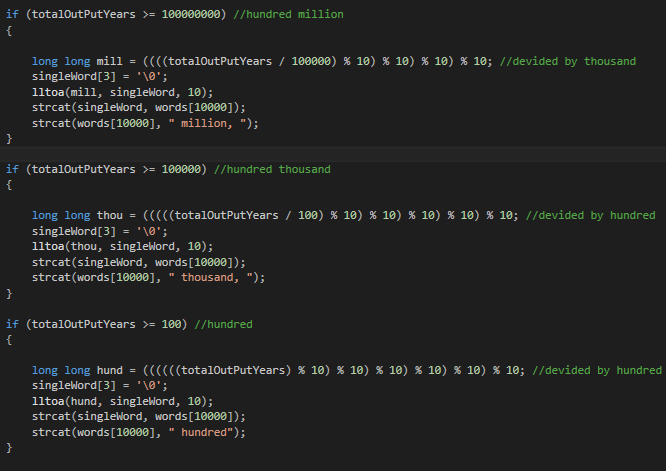 if (totalOutPutYears >= 100000000) //hundred million
{
long long mill = ((((totalOutPutYears / 100000) % 10) % 10) % 10) % 10; //devided by thousand
singleWord[3] = '\0';
lltoa(mill, singleWord, 10);
strcat(singleWord, words[10000]);
strcat(words[10000], " million, ");
}
if (totalOutPutYears >= 100000) //hundred thousand
{
long long thou = (((((totalOutPutYears / 100) % 10) % 10) % 10) % 10) % 10; //devided by hundred
singleWord[3] = '\0';
lltoa(thou, singleWord, 10);
strcat(singleWord, words[10000]);
strcat(words[10000], " thousand, ");
}
if (totalOutPutYears >= 100) //hundred
{
long long hund = ((((((totalOutPutYears) % 10) % 10) % 10) % 10) % 10) % 10; //devided by hundred
singleWord[3] = '\0';
lltoa(hund, singleWord, 10);
strcat(singleWord, words[10000]);
strcat(words[10000], " hundred");
}